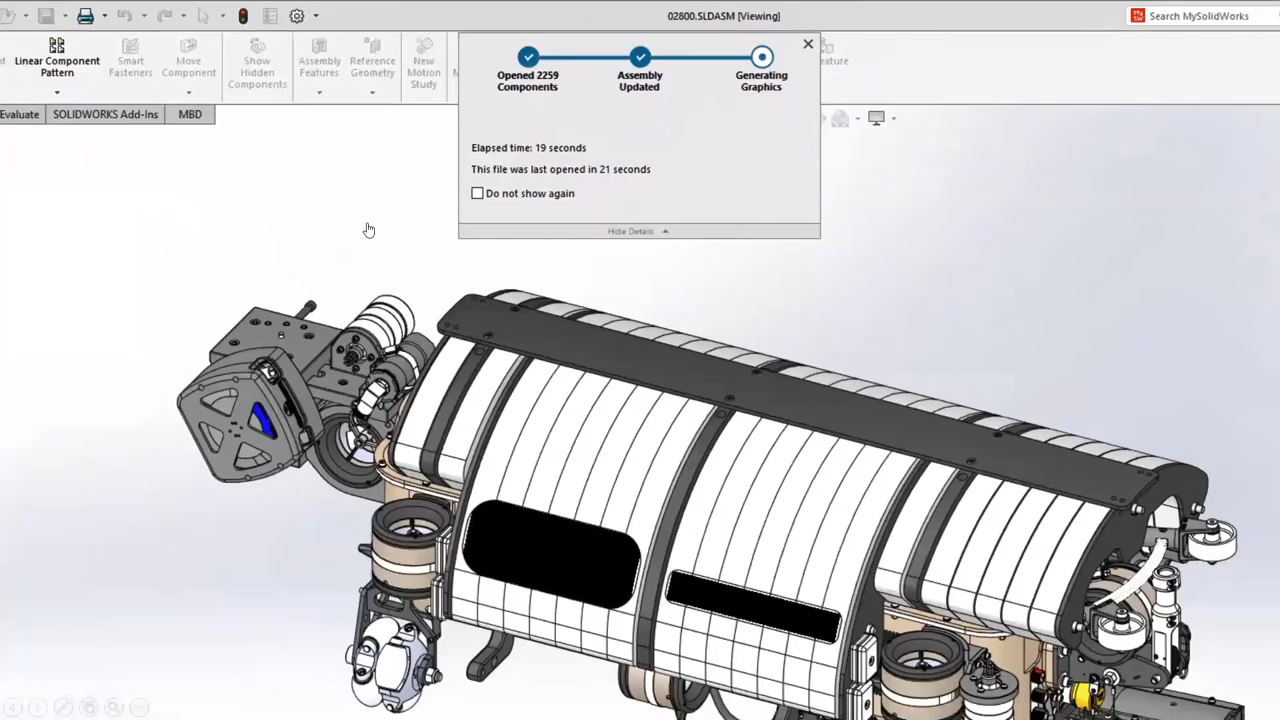 02800.SLDASM [Viewing]
Search MySolidWorks
Linear Component
Pattern
Smart
Fasteners
Move
Component
Show
Hidden
Components
Assembly
Features
Reference
Geometry
New
Motion
Study
Opened 2259
Components
Assembly
Updated
Generating
Graphics
Evaluate
SOLIDWORKS Add-Ins
MBD
Elapsed time: 19 seconds
This file was last opened in 21 seconds
Do not show again
Hide Details